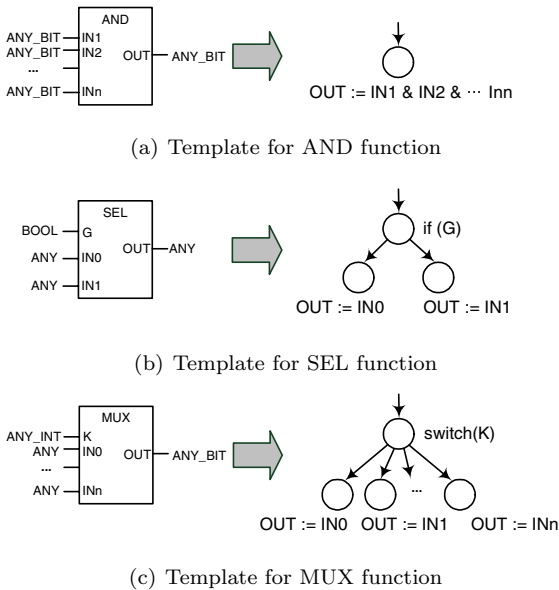 AND
ANY_BIT IN1
ANY_BIT IN2
OUT ANY_BIT
...
ANY_BIT INn
OUT := IN1 & IN2 & ... Inn
(a) Template for AND function
SEL
BOOL G
if (G)
OUT ANY
ANY IN0
ANY IN1
OUT := IN0 OUT := IN1
(b) Template for SEL function
MUX
ANY_INT K
switch(K)
ANY IN0
OUT ANY_BIT
...
...
ANY INn
OUT := IN0 OUT := IN1 OUT := INn
(c) Template for MUX function